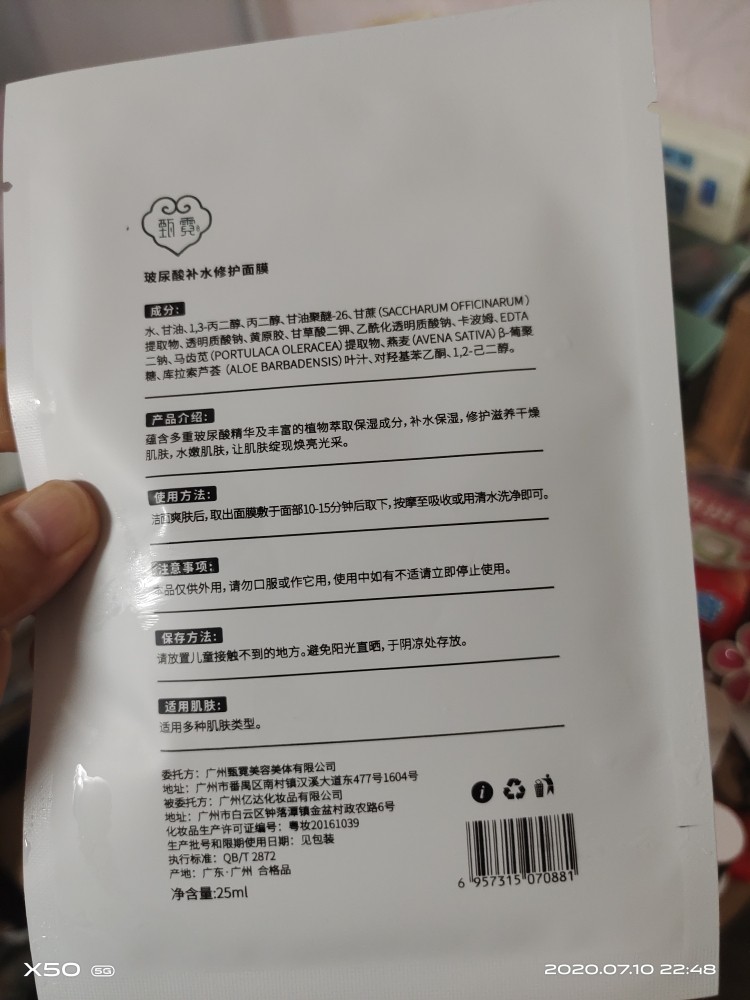 甄霓
玻尿酸补水修护面膜
成分:
水、甘油、1,3-丙二醇、丙二醇、甘油聚醚-26、甘蔗(SACCHARUM OFFICINARUM)
提取物、透明质酸钠、黄原胶、甘草酸二钾、乙酰化透明质酸钠、卡波姆、EDTA
二钠、马齿苋(PORTULACA OLERACEA)提取物、燕麦(AVENA SATIVA)β-葡聚
糖、库拉索芦荟(ALOE BARBADENSIS)叶汁、对羟基苯乙酮、1,2-己二醇。
产品介绍:
蕴含多重玻尿酸精华及丰富的植物萃取保湿成分,补水保湿,修护滋养干燥
肌肤,水嫩肌肤,让肌肤绽现焕亮光采。
使用方法:
洁面爽肤后,取出面膜敷于面部10-15分钟后取下,按摩至吸收或用清水洗净即可。
注意事项:
本品仅供外用,请勿口服或作它用,使用中如有不适请立即停止使用。
保存方法:
请放置儿童接触不到的地方。避免阳光直晒,于阴凉处存放。
适用肌肤:
适用多种肌肤类型。
委托方:广州甄霓美容美体有限公司
地址:广州市番禺区南村镇汉溪大道东477号1604号
被委托方:广州亿达化妆品有限公司
地址:广州市白云区钟落潭镇金盆村政农路6号
化妆品生产许可证编号:粤妆20161039
生产批号和限期使用日期:见包装
执行标准:QB/T 2872
产地:广东·广州 合格品
净含量:25ml
6 957315 070881
X50 5G
2020.07.10 22:48